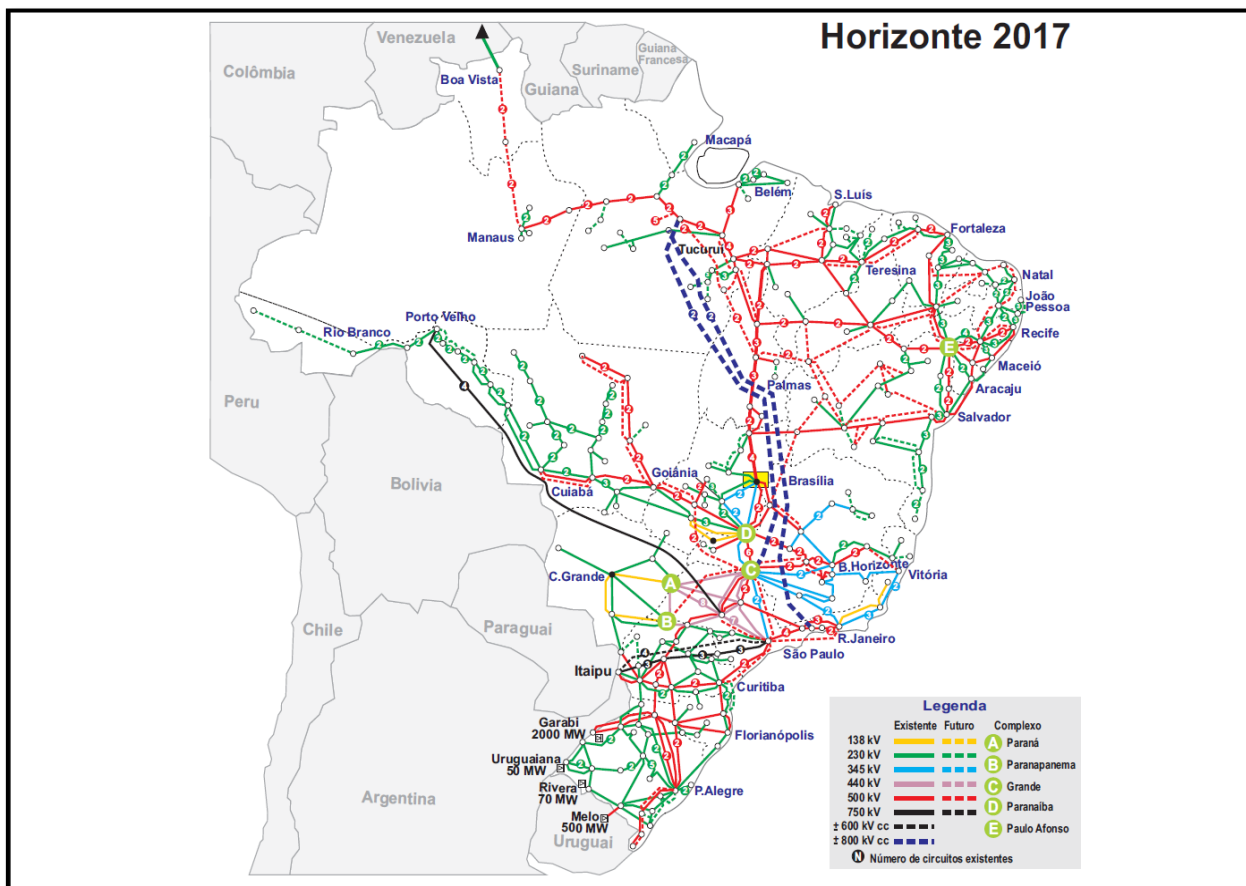 Horizonte 2017
Venezuela
Guiana
Francesa
Suriname
Colômbia
Boa Vista
Guiana
Macapá
Belém
S.Luís
Manaus
Fortaleza
Tucuruí
Teresina
Natal
João
Pessoa
Rio Branco
Porto Velho
Recife
E
Maceió
Peru
Palmas
Aracaju
Salvador
Goiânia
Bolívia
Cuiabá
Brasília
D
C.Grande
A
C
B.Horizonte
Vitória
B
Paraguai
R.Janeiro
Chile
São Paulo
Itaipu
Curitiba
Garabi
2000 MW
Florianópolis
Uruguaiana
50 MW
Rivera
70 MW
P.Alegre
Argentina
Melo
500 MW
Uruguai
Legenda
Existente Futuro Complexo
138 kV A Paraná
230 kV B Paranapanema
345 kV
440 kV C Grande
500 kV D Paranaíba
750 kV
± 600 kV cc E Paulo Afonso
± 800 kV cc
N Número de circuitos existentes